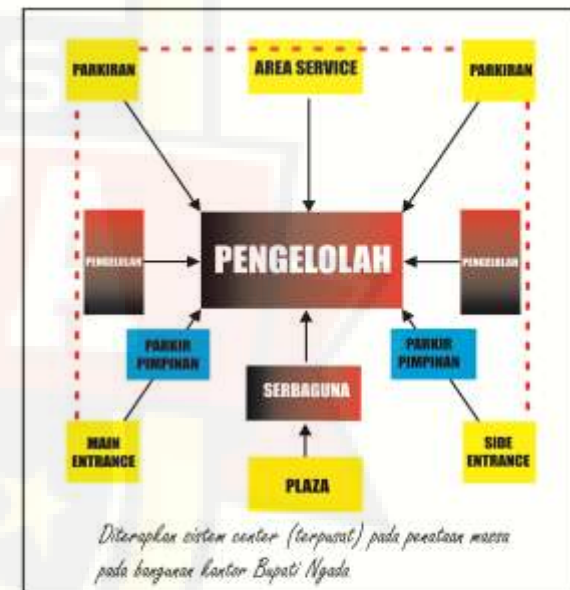 PARKIRAN
AREA SERVICE
PARKIRAN
PENGELOLAH
PENGELOLAH
PENGELOLAH
PARKIR
PIMPINAN
PARKIR
PIMPINAN
SERBAGUNA
MAIN
ENTRANCE
PLAZA
SIDE
ENTRANCE
Diterapkan sistem center (terpusat) pada penataan massa
pada bangunan kantor Bupati Ngada